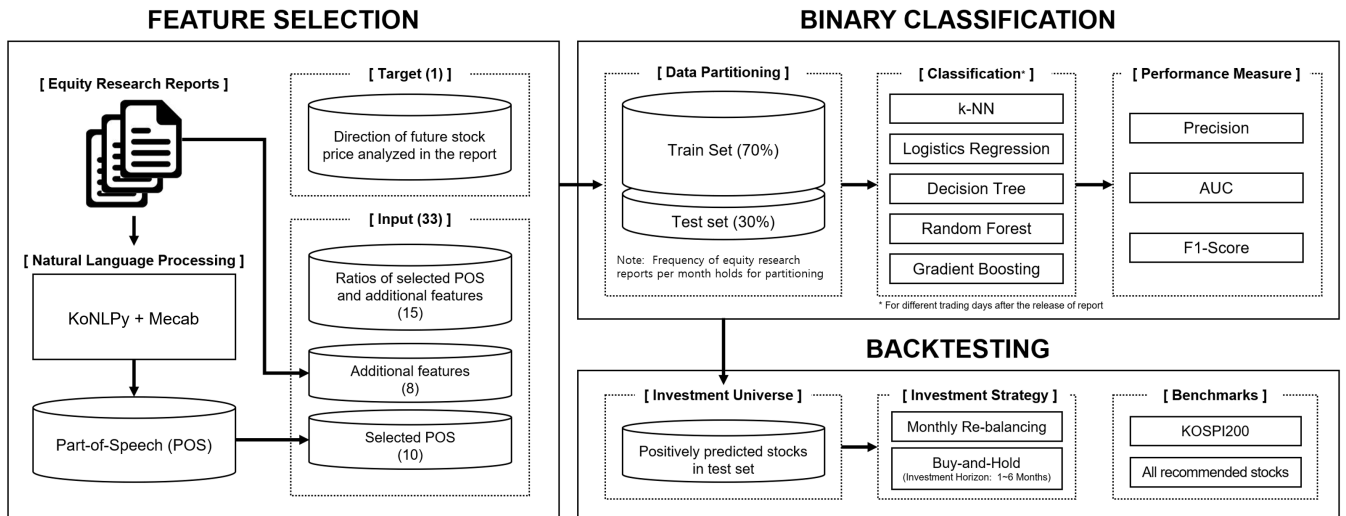 FEATURE SELECTION
[ Equity Research Reports ]
[ Natural Language Processing ]
KoNLPy + Mecab
Part-of-Speech (POS)
[ Target (1) ]
Direction of future stock
price analyzed in the report
[ Input (33) ]
Ratios of selected POS
and additional features
(15)
Additional features
(8)
Selected POS
(10)
BINARY CLASSIFICATION
[ Data Partitioning ]
Train Set (70%)
Test set (30%)
Note: Frequency of equity research
reports per month holds for partitioning
[ Classification* ]
k-NN
Logistics Regression
Decision Tree
Random Forest
Gradient Boosting
* For different trading days after the release of report
[ Performance Measure ]
Precision
AUC
F1-Score
BACKTESTING
[ Investment Universe ]
Positively predicted stocks
in test set
[ Investment Strategy ]
Monthly Re-balancing
Buy-and-Hold
(Investment Horizon: 1~6 Months)
[ Benchmarks ]
KOSPI200
All recommended stocks